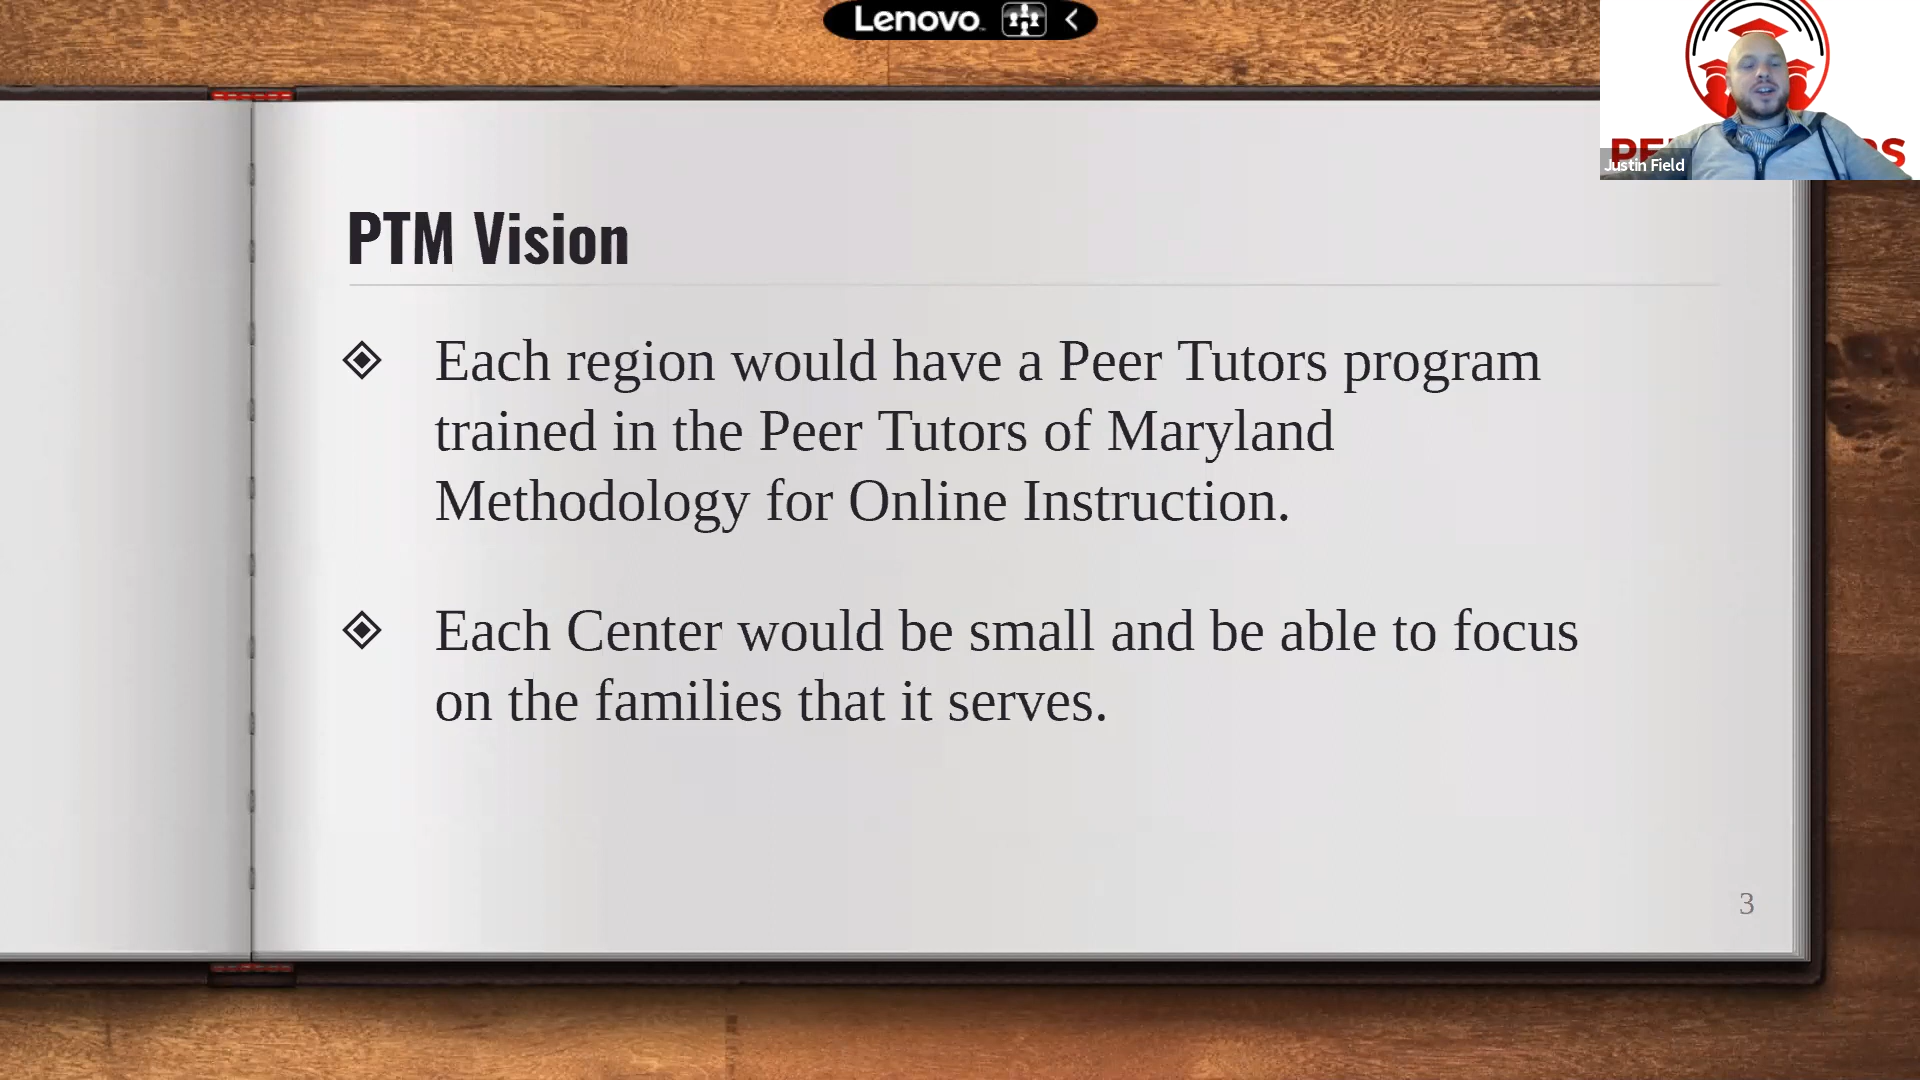 Lenovo
Justin Field
PTM Vision
Each region would have a Peer Tutors program
trained in the Peer Tutors of Maryland
Methodology for Online Instruction.
Each Center would be small and be able to focus
on the families that it serves.
3